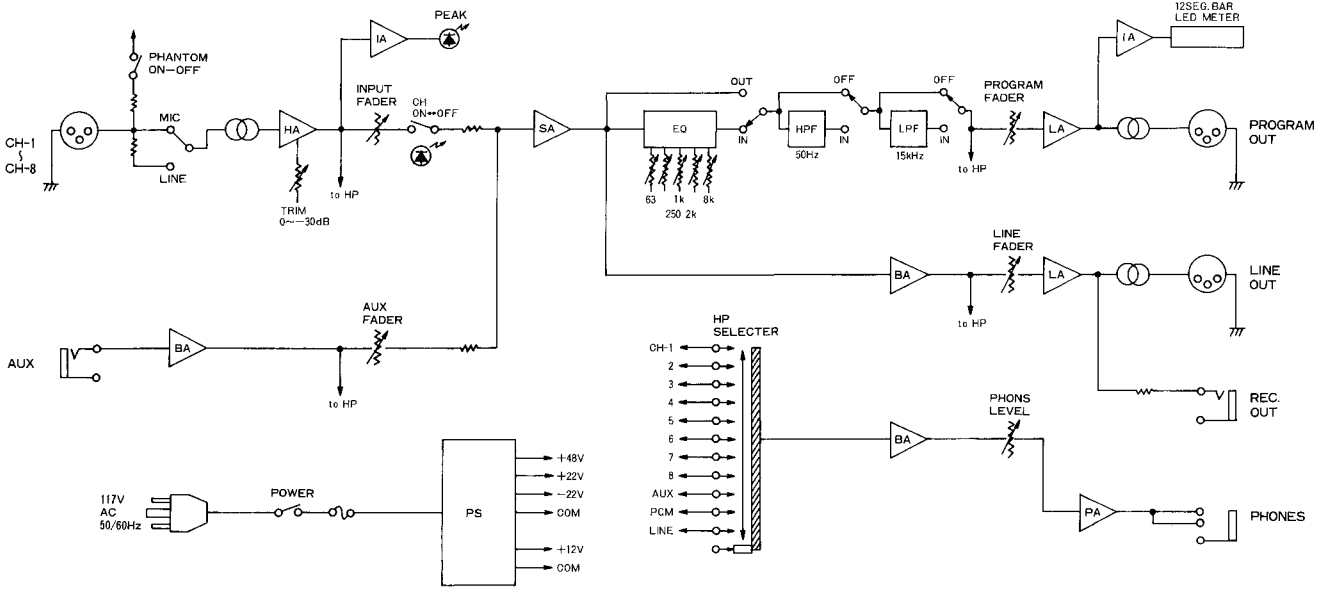 PEAK
12SEG. BAR
LED METER
IA
IA
PHANTOM
ON-OFF
INPUT
FADER
CH
ON↔OFF
OUT
OFF
OFF
PROGRAM
FADER
MIC
HA
SA
EQ
IN
HPF
IN
LPF
IN
LA
PROGRAM
OUT
CH-1
∫
CH-8
LINE
50Hz
15kHz
to HP
to HP
TRIM
0~-30dB
63 1k 8k
250 2k
LINE
FADER
BA
LA
LINE
OUT
to HP
AUX
FADER
HP
SELECTER
AUX
BA
to HP
CH-1
2
3
4
5
6
7
8
AUX
PCM
LINE
PHONS
LEVEL
BA
REC.
OUT
PA
PHONES
117V
AC
50/60Hz
POWER
PS
+48V
+22V
-22V
COM
+12V
COM